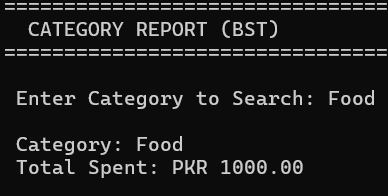 ================================
CATEGORY REPORT (BST)
================================
Enter Category to Search: Food
Category: Food
Total Spent: PKR 1000.00